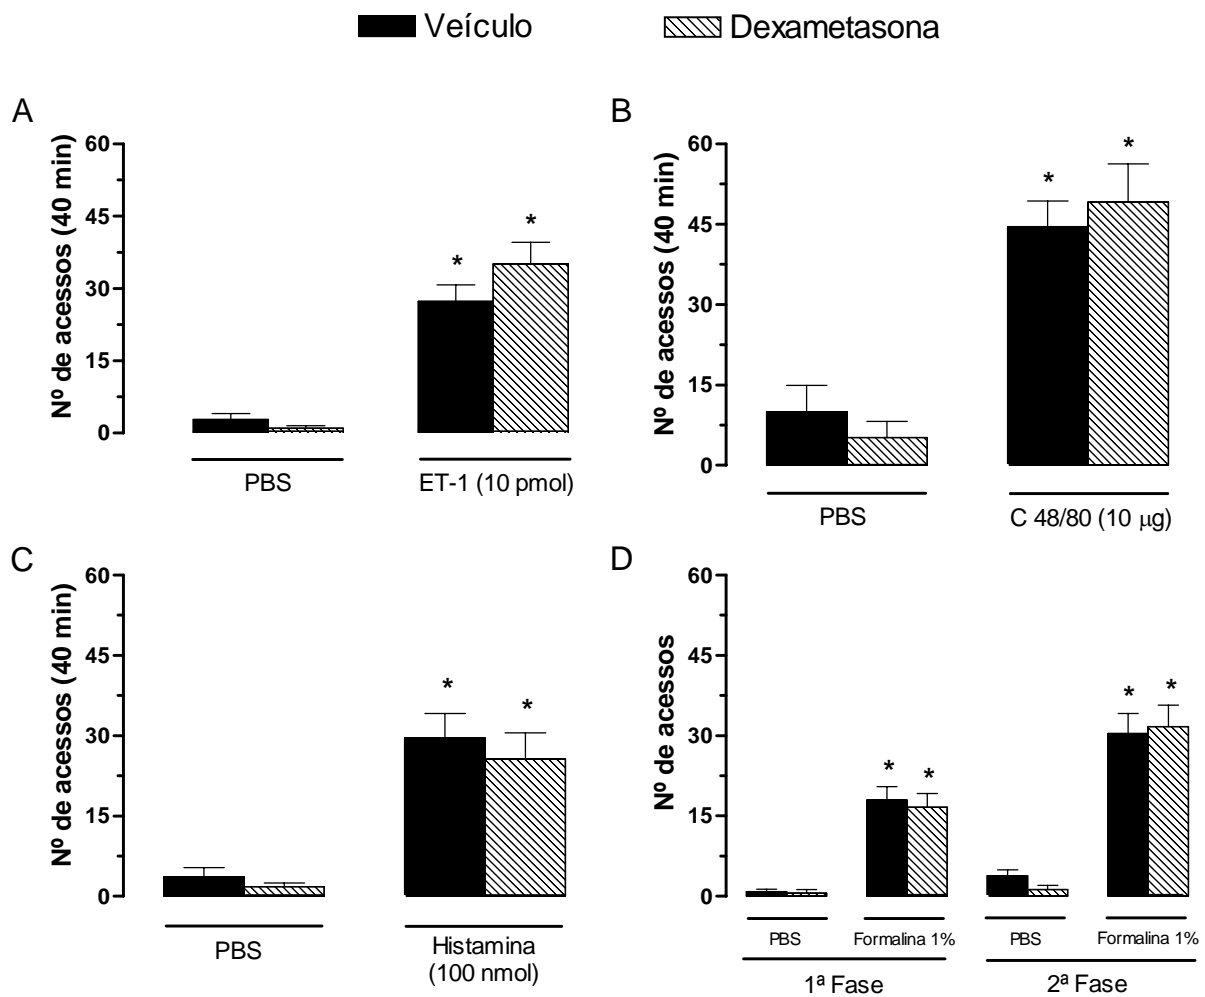 Veículo
Dexametasona
A
Nº de acessos (40 min)
60
45
30
15
0
*
*
PBS
ET-1 (10 pmol)
B
Nº de acessos (40 min)
60
45
30
15
0
*
*
PBS
C 48/80 (10 μg)
C
Nº de acessos (40 min)
60
45
30
15
0
*
*
PBS
Histamina
(100 nmol)
D
Nº de acessos
60
45
30
15
0
*
*
*
*
PBS
Formalina 1%
PBS
Formalina 1%
1ª Fase
2ª Fase